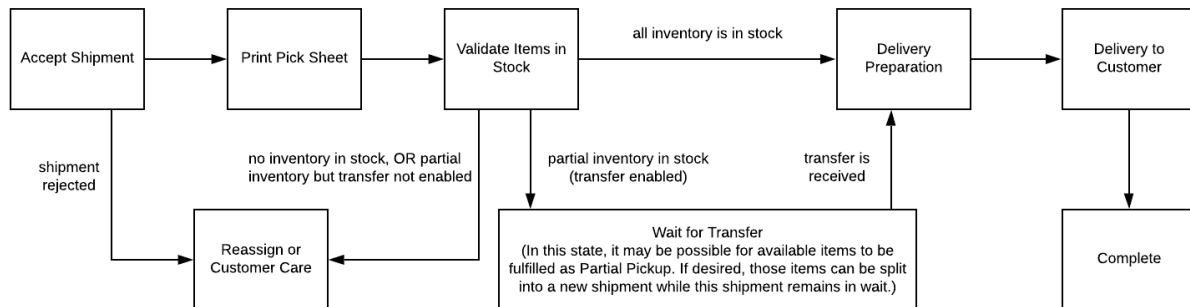 all inventory is in stock
Accept Shipment
Print Pick Sheet
Validate Items in
Stock
Delivery
Preparation
Delivery to
Customer
shipment
rejected
no inventory in stock, OR partial
inventory but transfer not enabled
partial inventory in stock
(transfer enabled)
transfer is
received
Reassign or
Customer Care
Wait for Transfer
(In this state, it may be possible for available items to be
fulfilled as Partial Pickup. If desired, those items can be split
into a new shipment while this shipment remains in wait.)
Complete